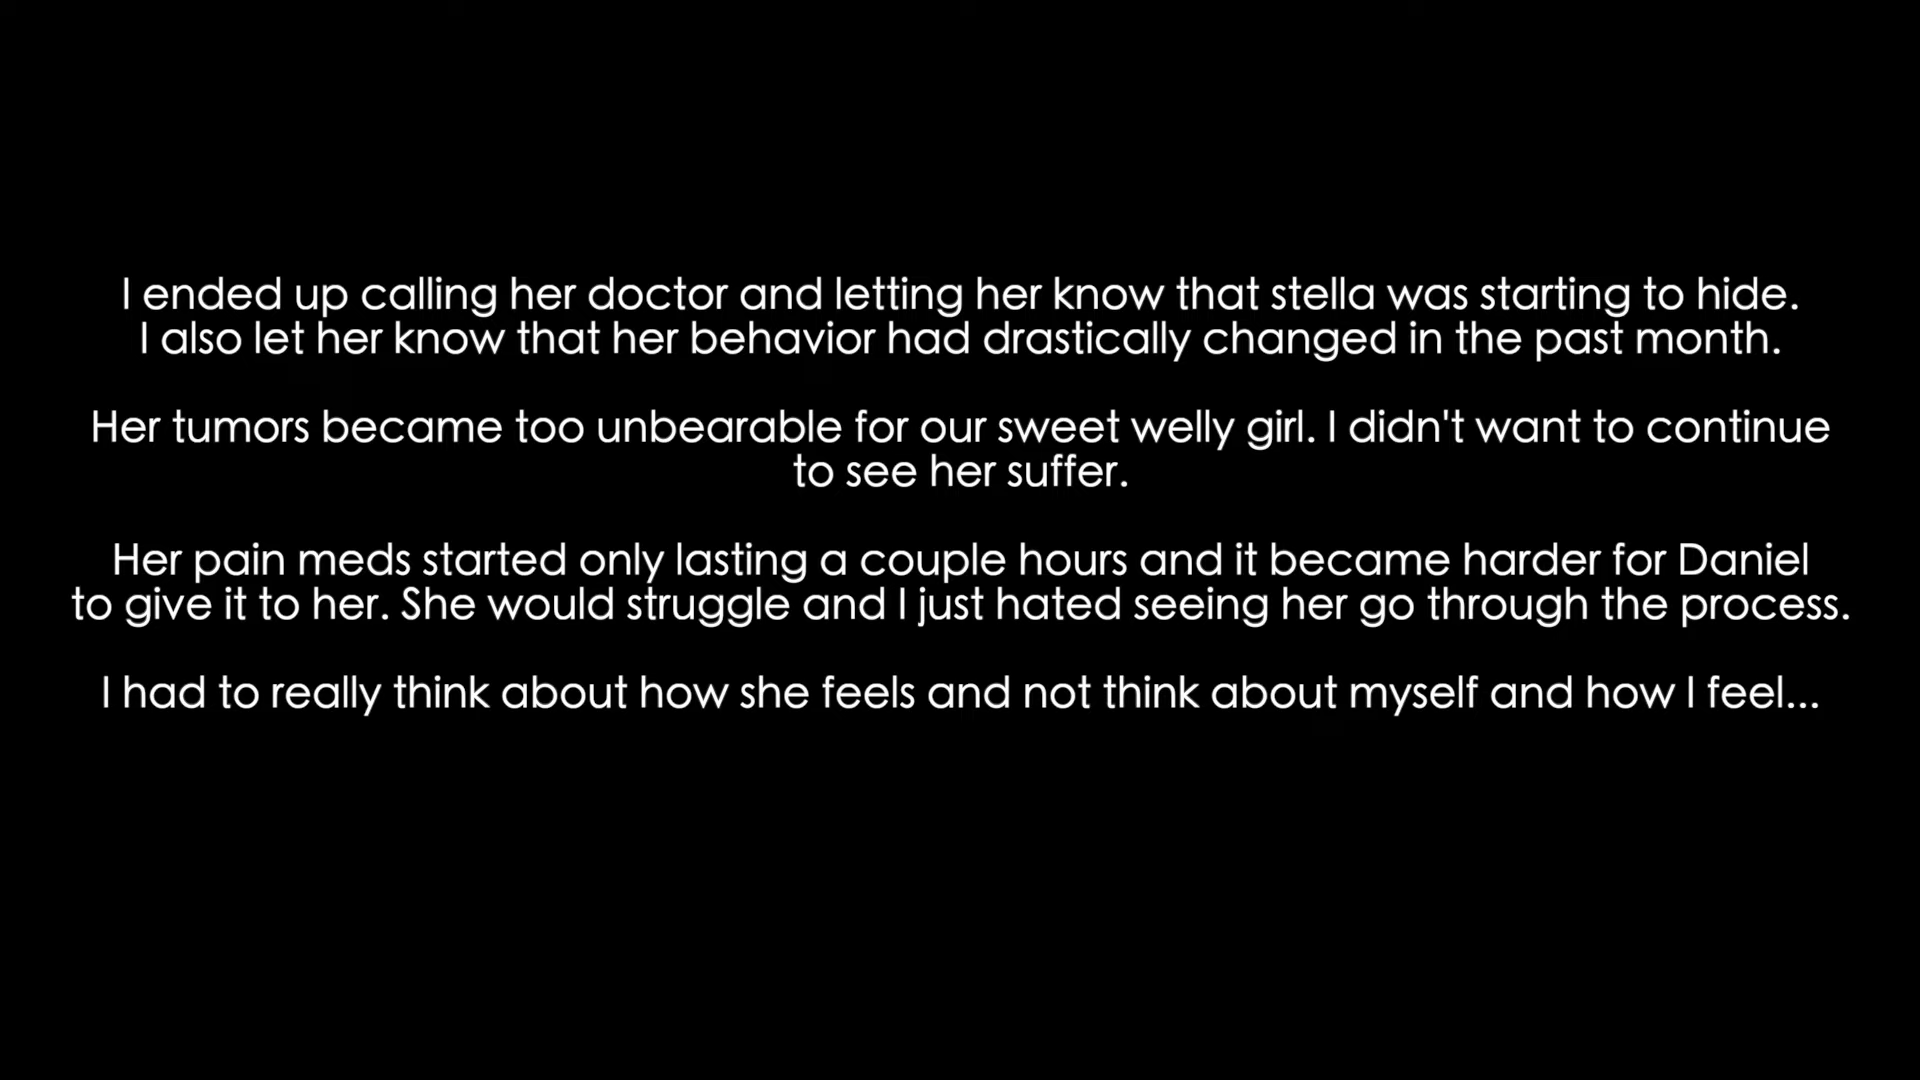 I ended up calling her doctor and letting her know that stella was starting to hide.
I also let her know that her behavior had drastically changed in the past month.
Her tumors became too unbearable for our sweet welly girl. I didn't want to continue
to see her suffer.
Her pain meds started only lasting a couple hours and it became harder for Daniel
to give it to her. She would struggle and I just hated seeing her go through the process.
I had to really think about how she feels and not think about myself and how I feel...